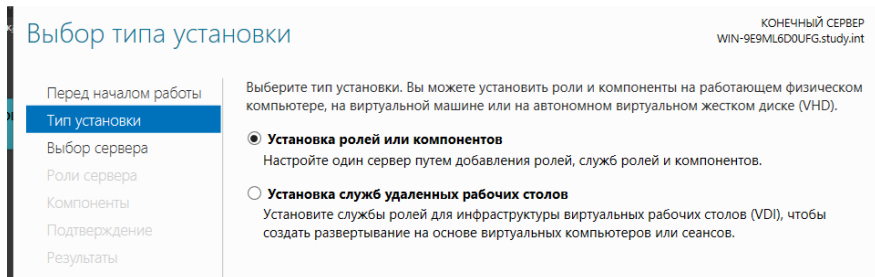 Выбор типа установки
КОНЕЧНЫЙ СЕРВЕР
WIN-9E9ML6D0UFG.study.int
Перед началом работы
Тип установки
Выбор сервера
Роли сервера
Компоненты
Подтверждение
Результаты
Выберите тип установки. Вы можете установить роли и компоненты на работающем физическом
компьютере, на виртуальной машине или на автономном виртуальном жестком диске (VHD).
Установка ролей или компонентов
Настройте один сервер путем добавления ролей, служб ролей и компонентов.
Установка служб удаленных рабочих столов
Установите службы ролей для инфраструктуры виртуальных рабочих столов (VDI), чтобы
создать развертывание на основе виртуальных компьютеров или сеансов.